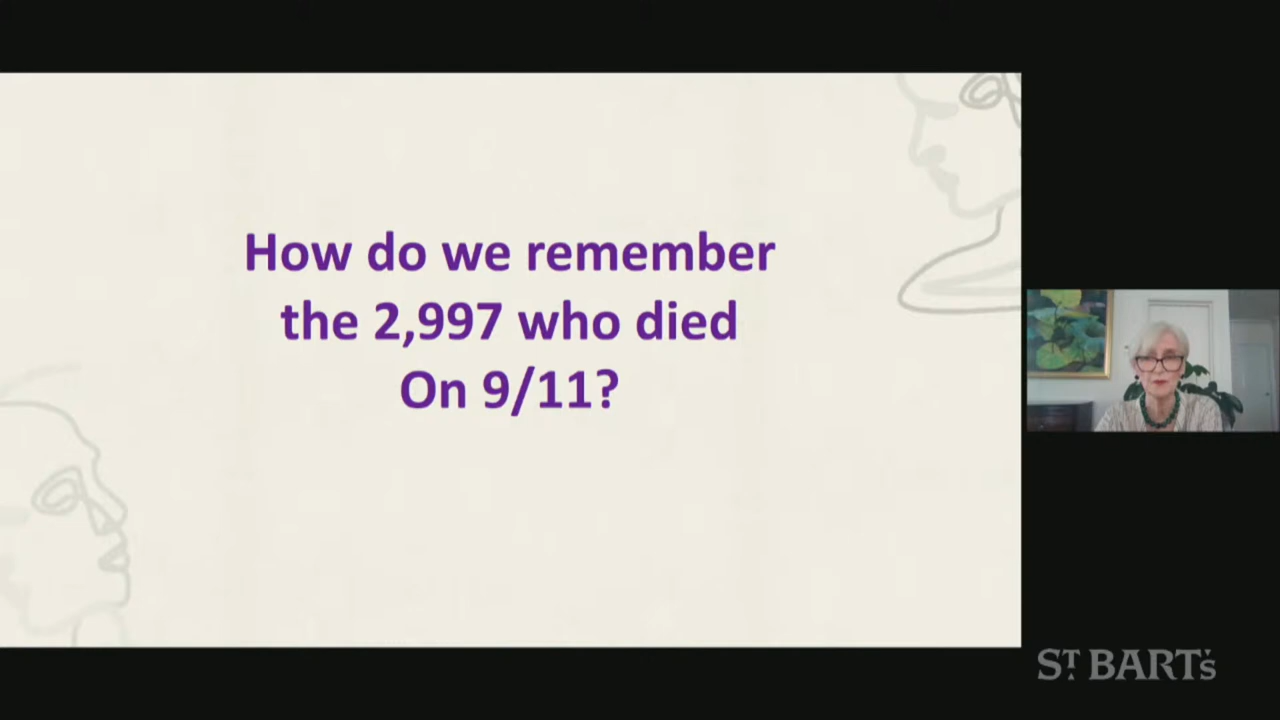 How do we remember
the 2,997 who died
On 9/11?
ST BART's